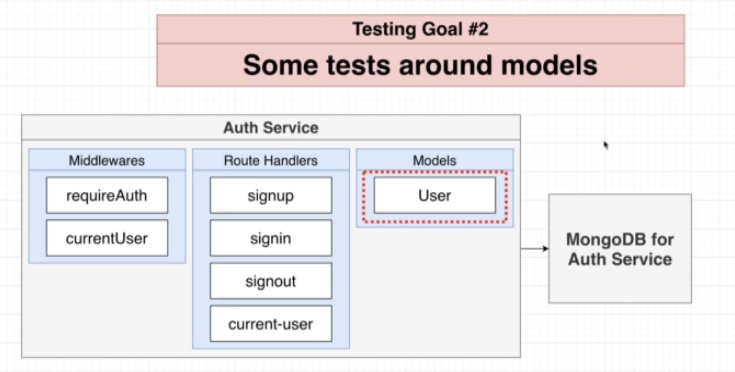 Testing Goal #2
Some tests around models
Auth Service
Middlewares
requireAuth
currentUser
Route Handlers
signup
signin
signout
current-user
Models
User
MongoDB for
Auth Service